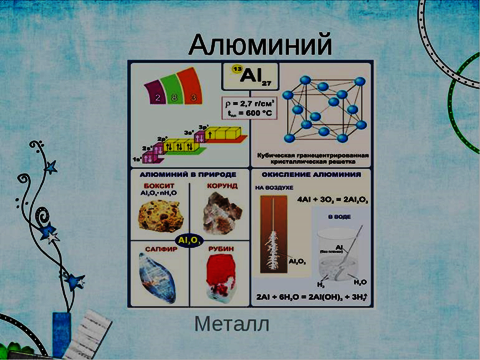 Алюминий
13
Al
27
2 8 3
ρ = 2,7 г/см³
tпл = 600 °C
1s² 2s² 2p⁶ 3s² 3p¹
Кубическая гранецентрированная
кристаллическая решетка
АЛЮМИНИЙ В ПРИРОДЕ
БОКСИТ КОРУНД
Al₂O₃·nH₂O
Al₂O₃
САПФИР РУБИН
ОКИСЛЕНИЕ АЛЮМИНИЯ
НА ВОЗДУХЕ
4Al + 3O₂ = 2Al₂O₃
В ВОДЕ
Al
Al₂O₃
H₂ H₂O
2Al + 6H₂O = 2Al(OH)₃ + 3H₂↑
Металл